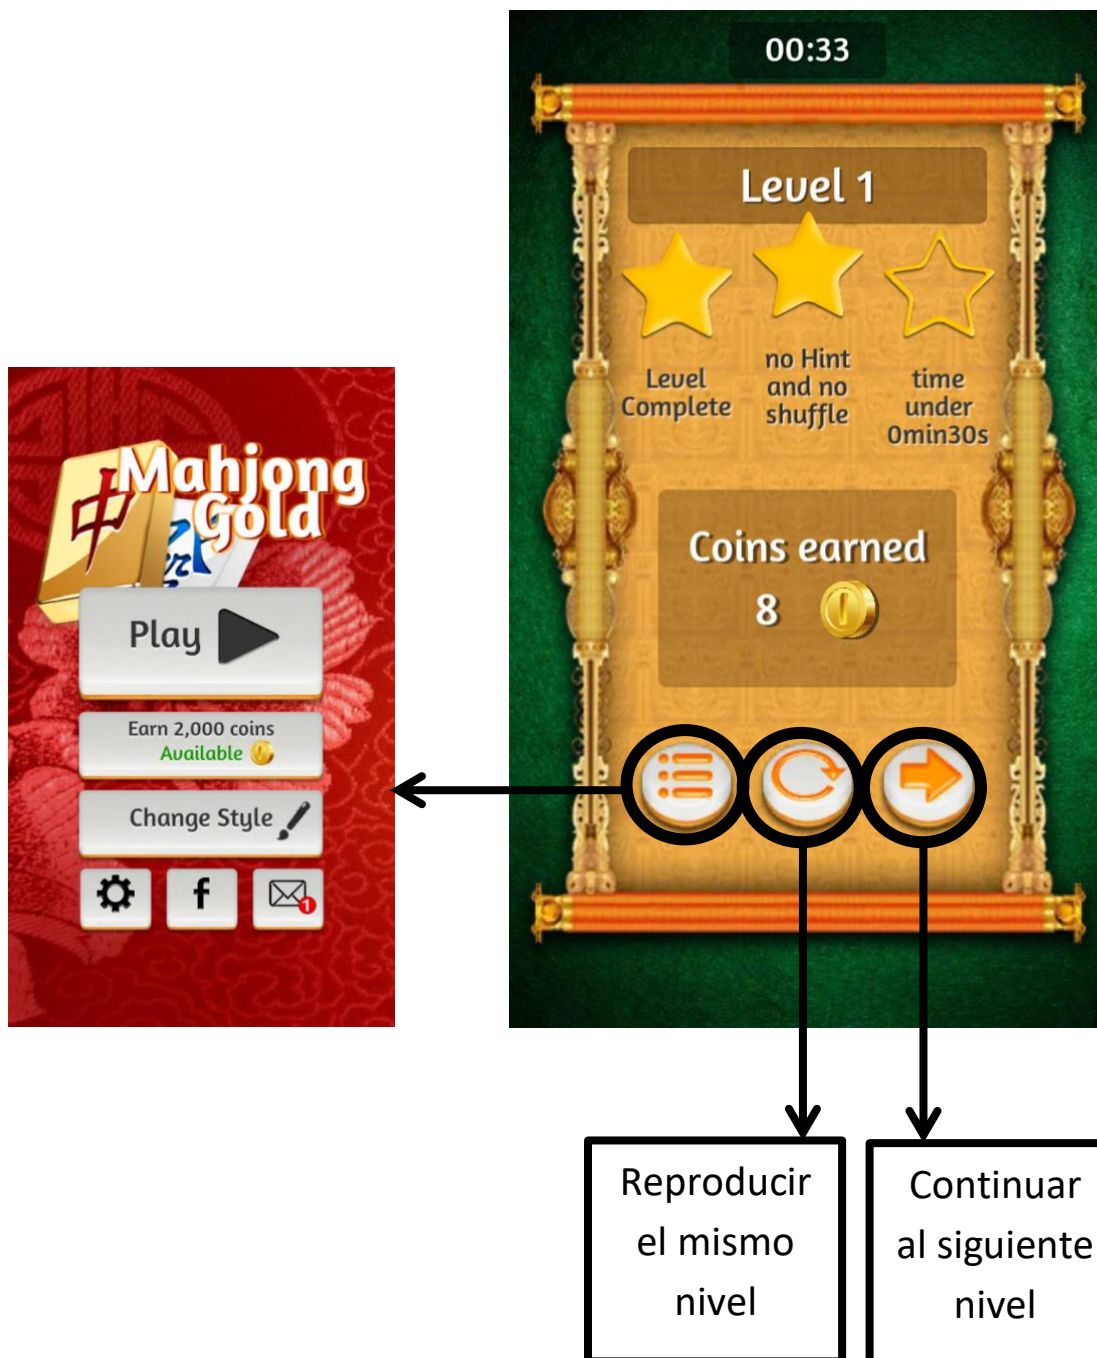 00:33
Level 1
Level
Complete
no Hint
and no
shuffle
time
under
0min30s
Coins earned
8
Mahjong
Gold
中
Play
Earn 2,000 coins
Available
Change Style
f
1
Reproducir
el mismo
nivel
Continuar
al siguiente
nivel